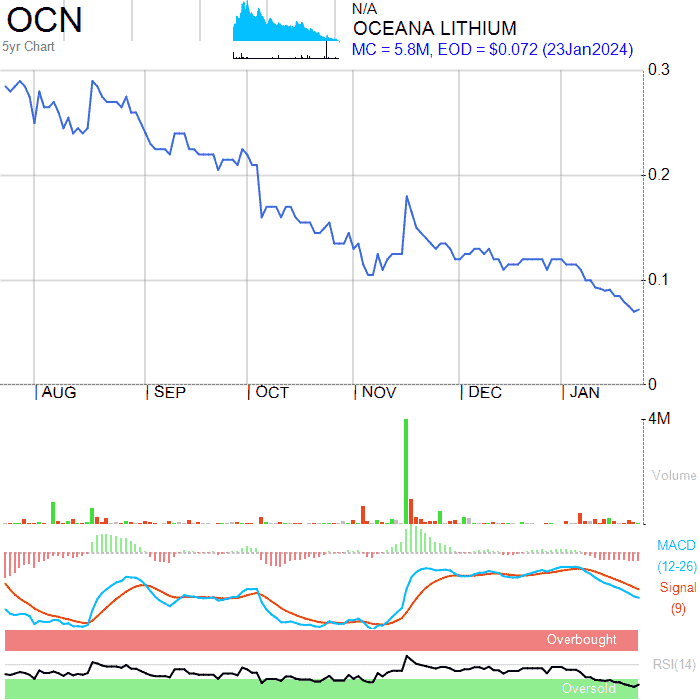 OCN
5yr Chart
N/A
OCEANA LITHIUM
MC = 5.8M, EOD = $0.072 (23Jan2024)
0.3
0.2
0.1
0
AUG SEP OCT NOV DEC JAN
4M
Volume
MACD
(12-26)
Signal
(9)
Overbought
RSI(14)
Oversold